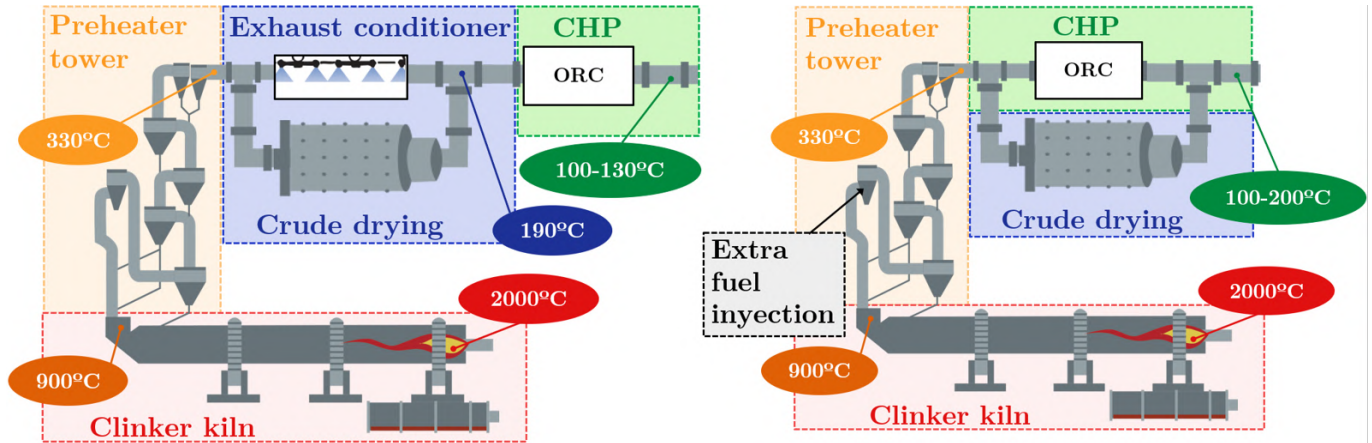 Preheater
tower
Exhaust conditioner
CHP
ORC
330ºC
100-130ºC
Crude drying
190ºC
2000ºC
900ºC
Clinker kiln
Preheater
tower
CHP
ORC
330ºC
100-200ºC
Crude drying
Extra
fuel
inyection
2000ºC
900ºC
Clinker kiln